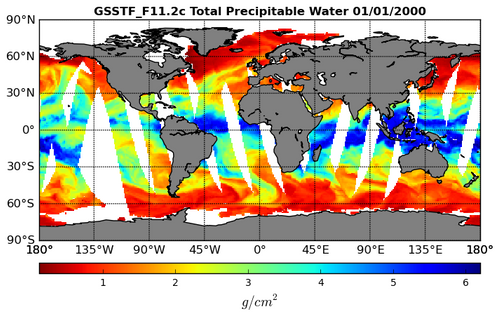 GSSTF_F11.2c Total Precipitable Water 01/01/2000
90°N
60°N
30°N
0°
30°S
60°S
90°S
180° 135°W 90°W 45°W 0° 45°E 90°E 135°E 180°
1 2 3 4 5 6
g/cm²